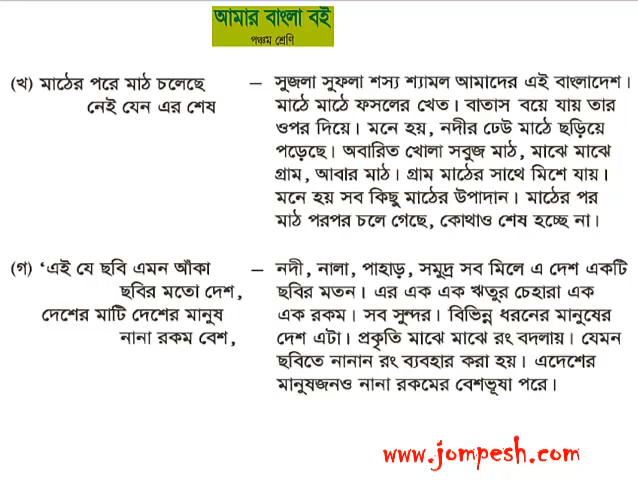 আমার বাংলা বই
পঞ্চম শ্রেণি
(খ) মাঠের পরে মাঠ চলেছে – সুজলা সুফলা শস্য শ্যামল আমাদের এই বাংলাদেশ।
নেই যেন এর শেষ মাঠে মাঠে ফসলের খেত। বাতাস বয়ে যায় তার
ওপর দিয়ে। মনে হয়, নদীর ঢেউ মাঠে ছড়িয়ে
পড়েছে। অবারিত খোলা সবুজ মাঠ, মাঝে মাঝে
গ্রাম, আবার মাঠ। গ্রাম মাঠের সাথে মিশে যায়।
মনে হয় সব কিছু মাঠের উপাদান। মাঠের পর
মাঠ পরপর চলে গেছে, কোথাও শেষ হচ্ছে না।
(গ) ‘এই যে ছবি এমন আঁকা – নদী, নালা, পাহাড়, সমুদ্র সব মিলে এ দেশ একটি
ছবির মতো দেশ, ছবির মতন। এর এক এক ঋতুর চেহারা এক
দেশের মাটি দেশের মানুষ এক রকম। সব সুন্দর। বিভিন্ন ধরনের মানুষের
নানা রকম বেশ, দেশ এটা। প্রকৃতি মাঝে মাঝে রং বদলায়। যেমন
ছবিতে নানান রং ব্যবহার করা হয়। এদেশের
মানুষজনও নানা রকমের বেশভূষা পরে।
www.jompesh.com